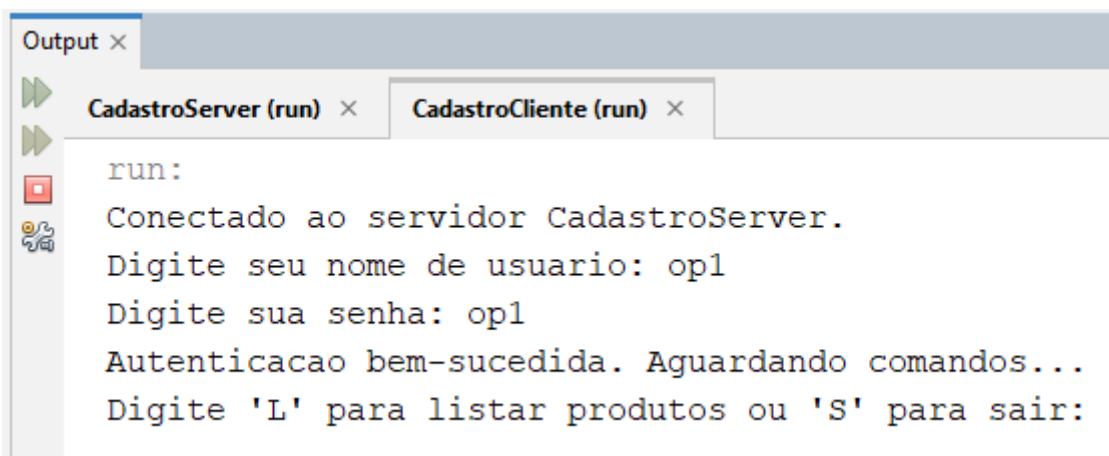 Output
CadastroServer (run) CadastroCliente (run)
run:
Conectado ao servidor CadastroServer.
Digite seu nome de usuario: op1
Digite sua senha: op1
Autenticacao bem-sucedida. Aguardando comandos...
Digite 'L' para listar produtos ou 'S' para sair: